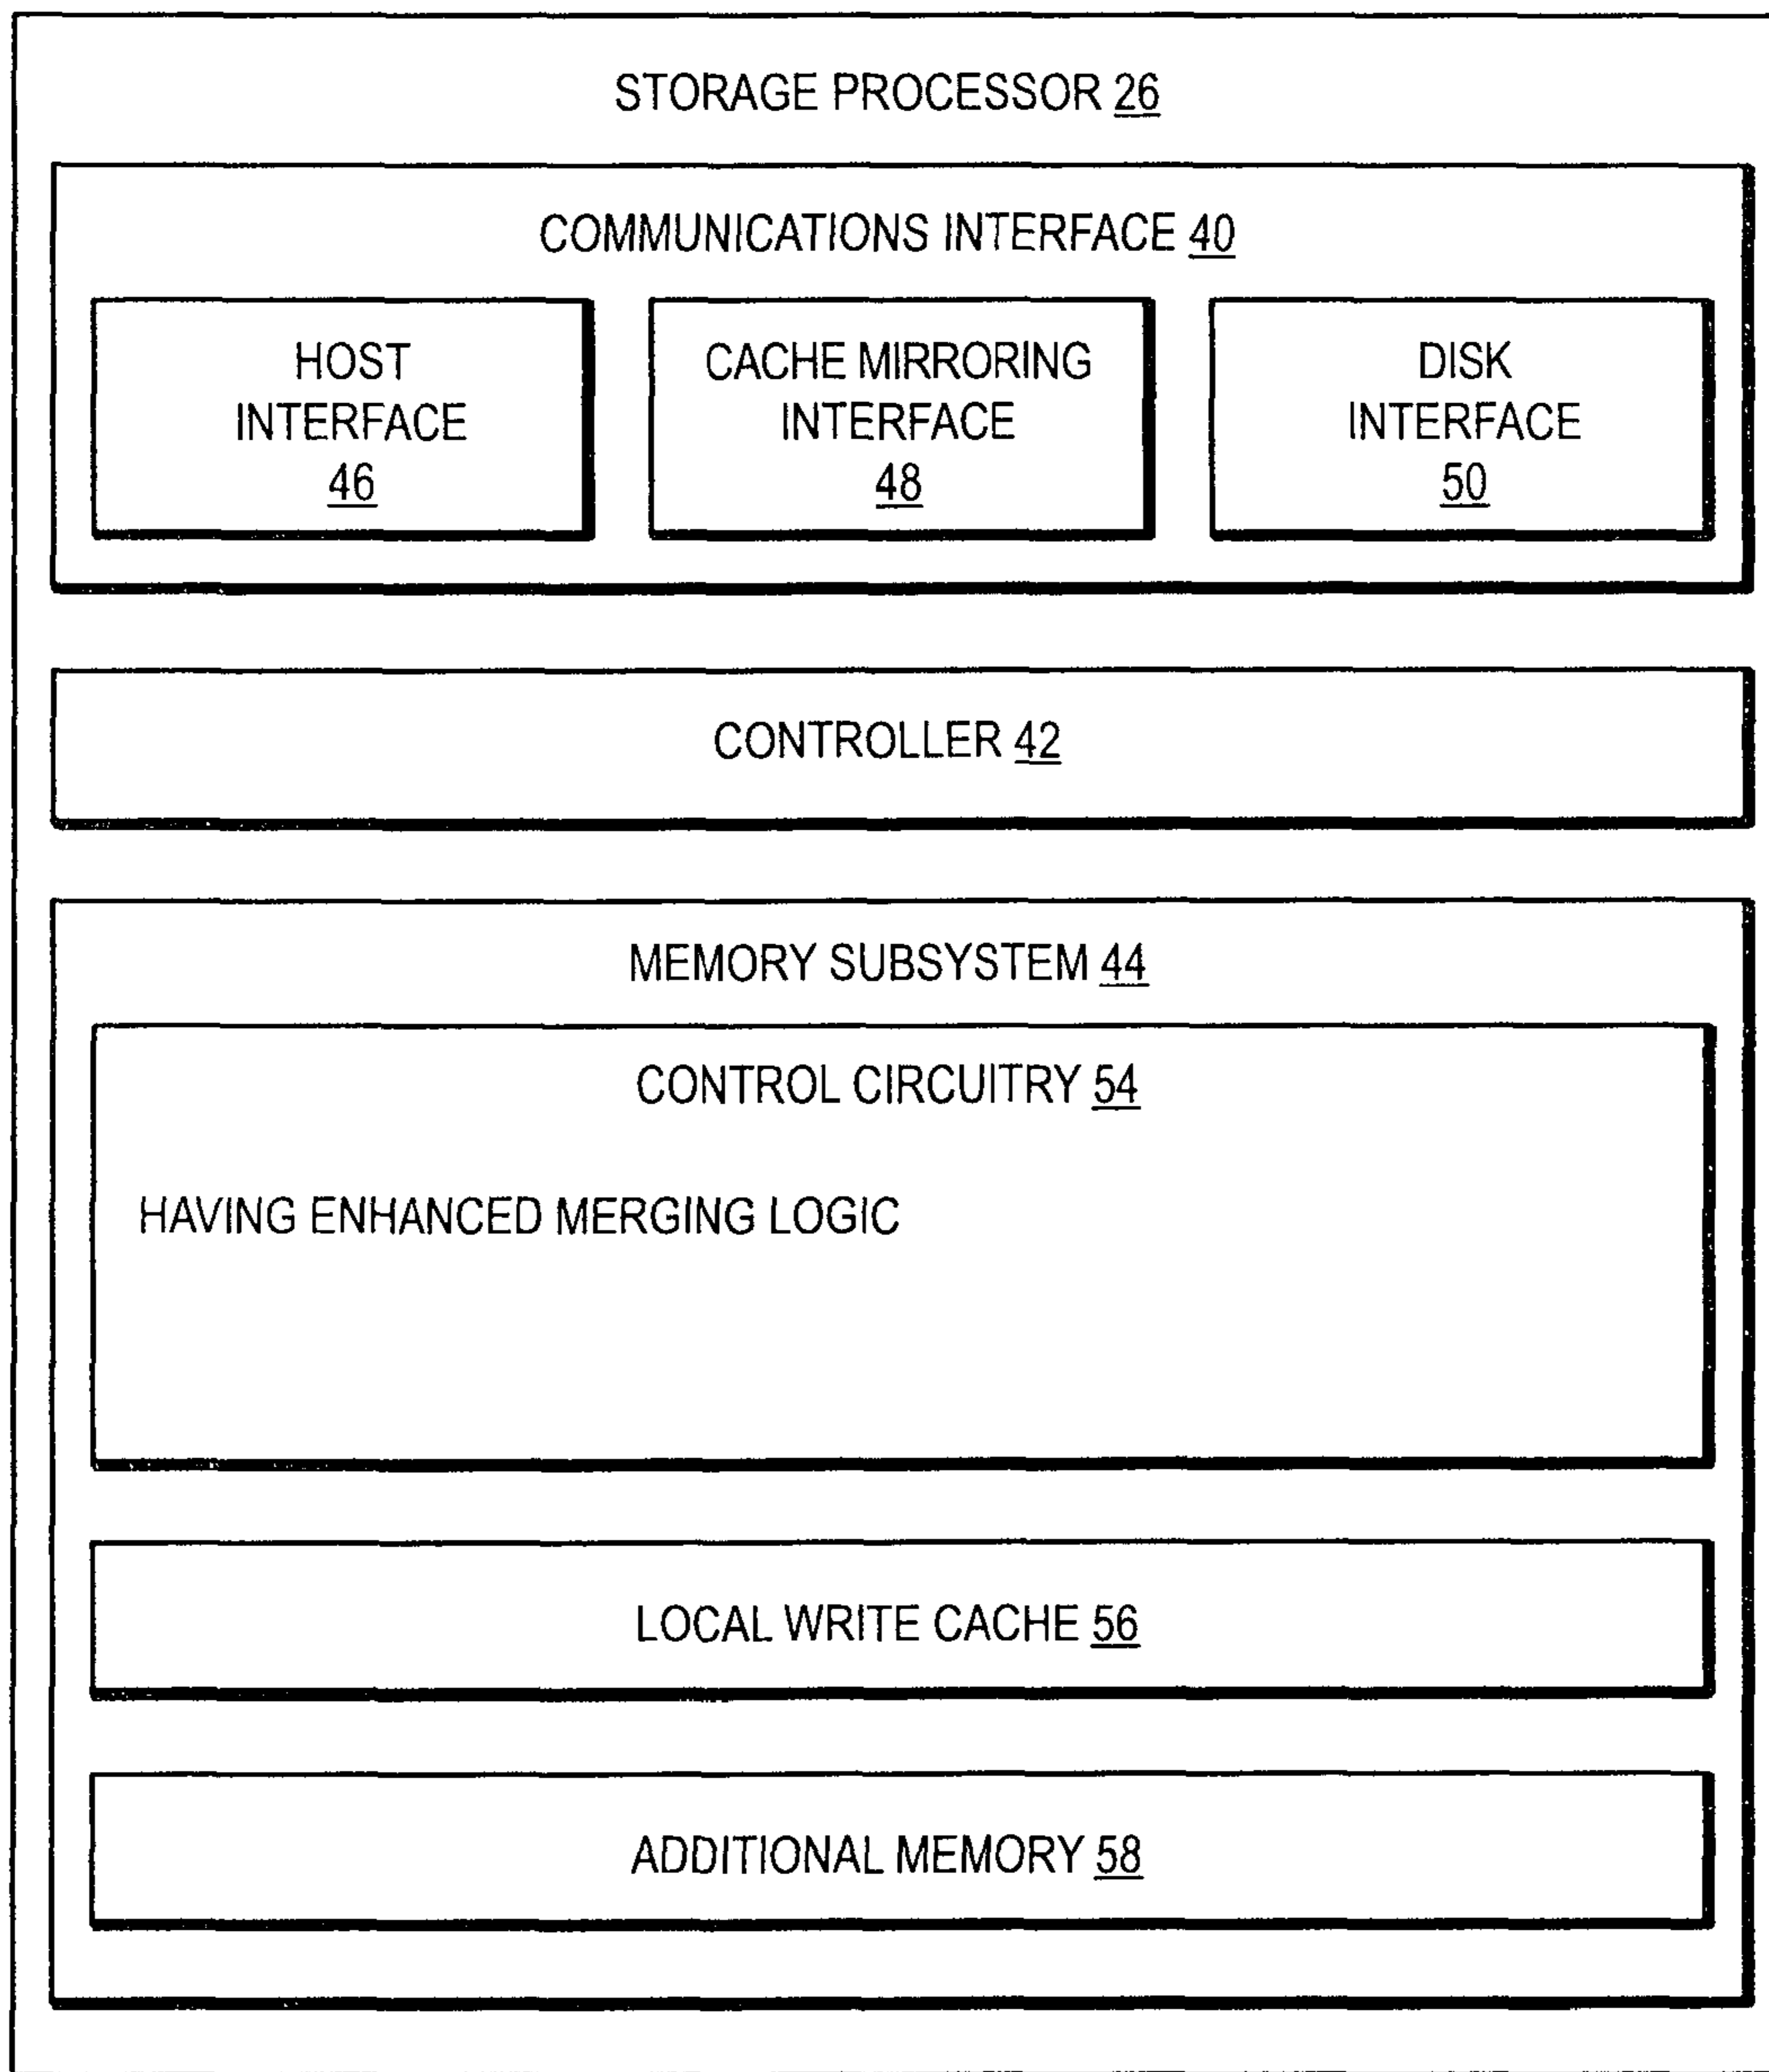 STORAGE PROCESSOR 26
COMMUNICATIONS INTERFACE 40
HOST
INTERFACE
46
CACHE MIRRORING
INTERFACE
48
DISK
INTERFACE
50
CONTROLLER 42
MEMORY SUBSYSTEM 44
CONTROL CIRCUITRY 54
HAVING ENHANCED MERGING LOGIC
LOCAL WRITE CACHE 56
ADDITIONAL MEMORY 58